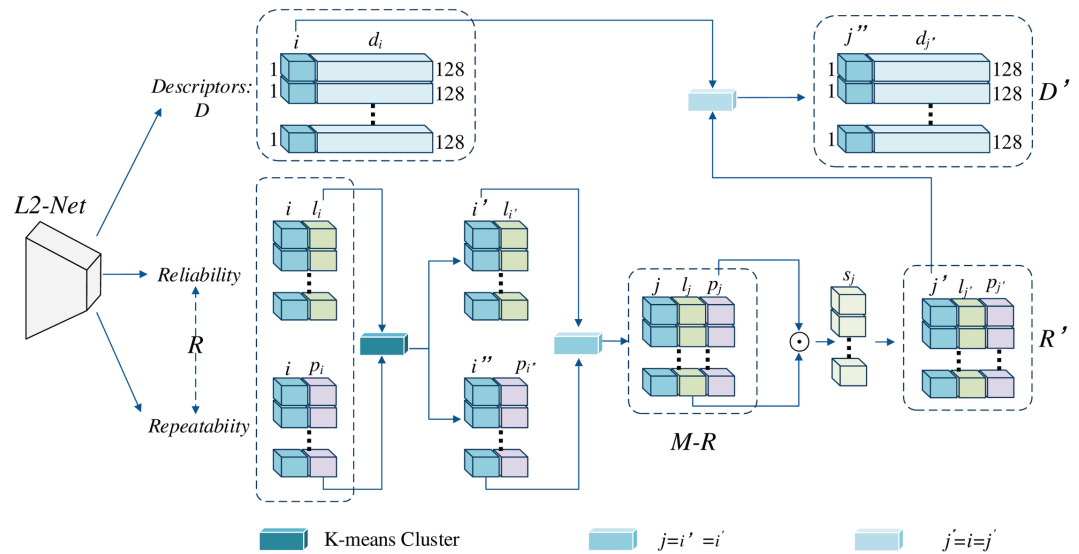 i d_i
1 128
1 128
1 128
Descriptors:
D
j'' d_j''
1 128
1 128
1 128
D'
L2-Net
Reliability
R
Repeatabiity
i l_i
i p_i
i' l_i'
i'' p_i''
j l_j p_j
M-R
s_j
j' l_j' p_j'
R'
K-means Cluster
j=i''=i'
j''=i=j'